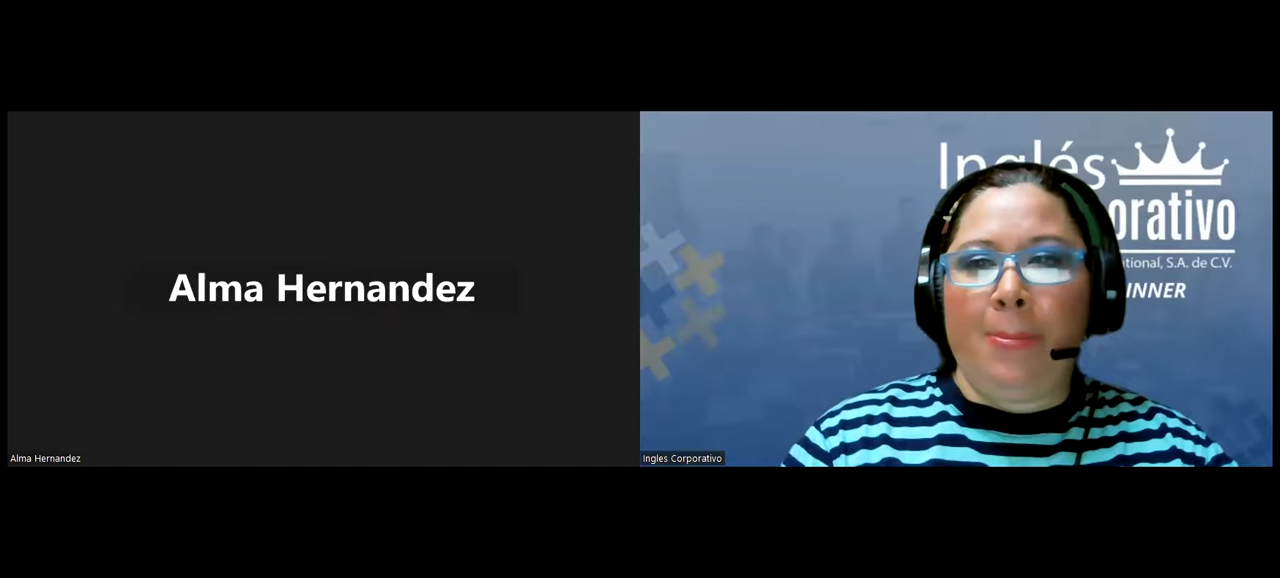 Alma Hernandez
Alma Hernandez
Inglés
orativo
tional, S.A. de C.V.
INNER
Ingles Corporativo